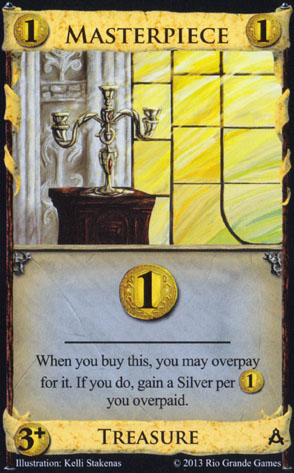 1 MASTERPIECE 1
1
When you buy this, you may overpay
for it. If you do, gain a Silver per 1
you overpaid.
3+ TREASURE
Illustration: Kelli Stakenas © 2013 Rio Grande Games